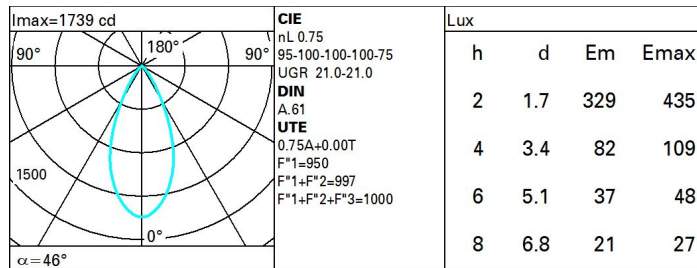 Imax=1739 cd
90°
180°
90°
1500
0°
α=46°
CIE
nL 0.75
95-100-100-100-75
UGR 21.0-21.0
DIN
A.61
UTE
0.75A+0.00T
F"1=950
F"1+F"2=997
F"1+F"2+F"3=1000
Lux
h d Em Emax
2 1.7 329 435
4 3.4 82 109
6 5.1 37 48
8 6.8 21 27